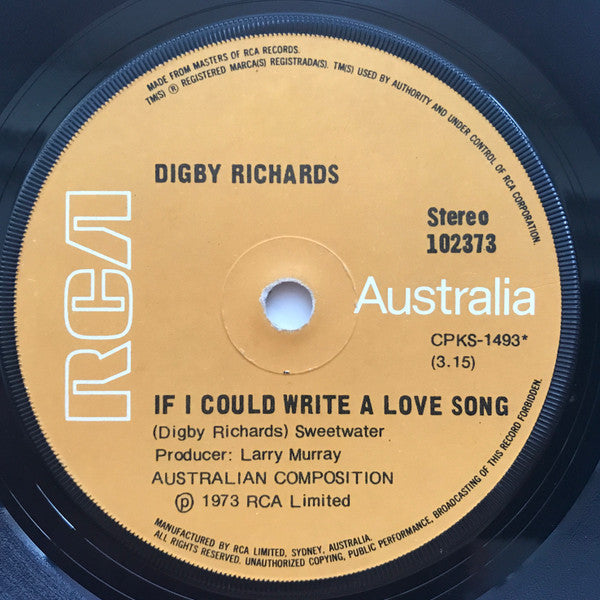 MADE FROM MASTERS OF RCA RECORDS.
TM(S) ® REGISTERED MARCA(S) REGISTRADA(S). TM(S) USED BY AUTHORITY AND UNDER CONTROL OF RCA CORPORATION.
DIGBY RICHARDS
Stereo
102373
RCA
Australia
CPKS-1493*
(3.15)
IF I COULD WRITE A LOVE SONG
(Digby Richards) Sweetwater
Producer: Larry Murray
AUSTRALIAN COMPOSITION
℗ 1973 RCA Limited
MANUFACTURED BY RCA LIMITED, SYDNEY, AUSTRALIA.
ALL RIGHTS RESERVED. UNAUTHORIZED COPYING, PUBLIC PERFORMANCE, BROADCASTING OF THIS RECORD FORBIDDEN.